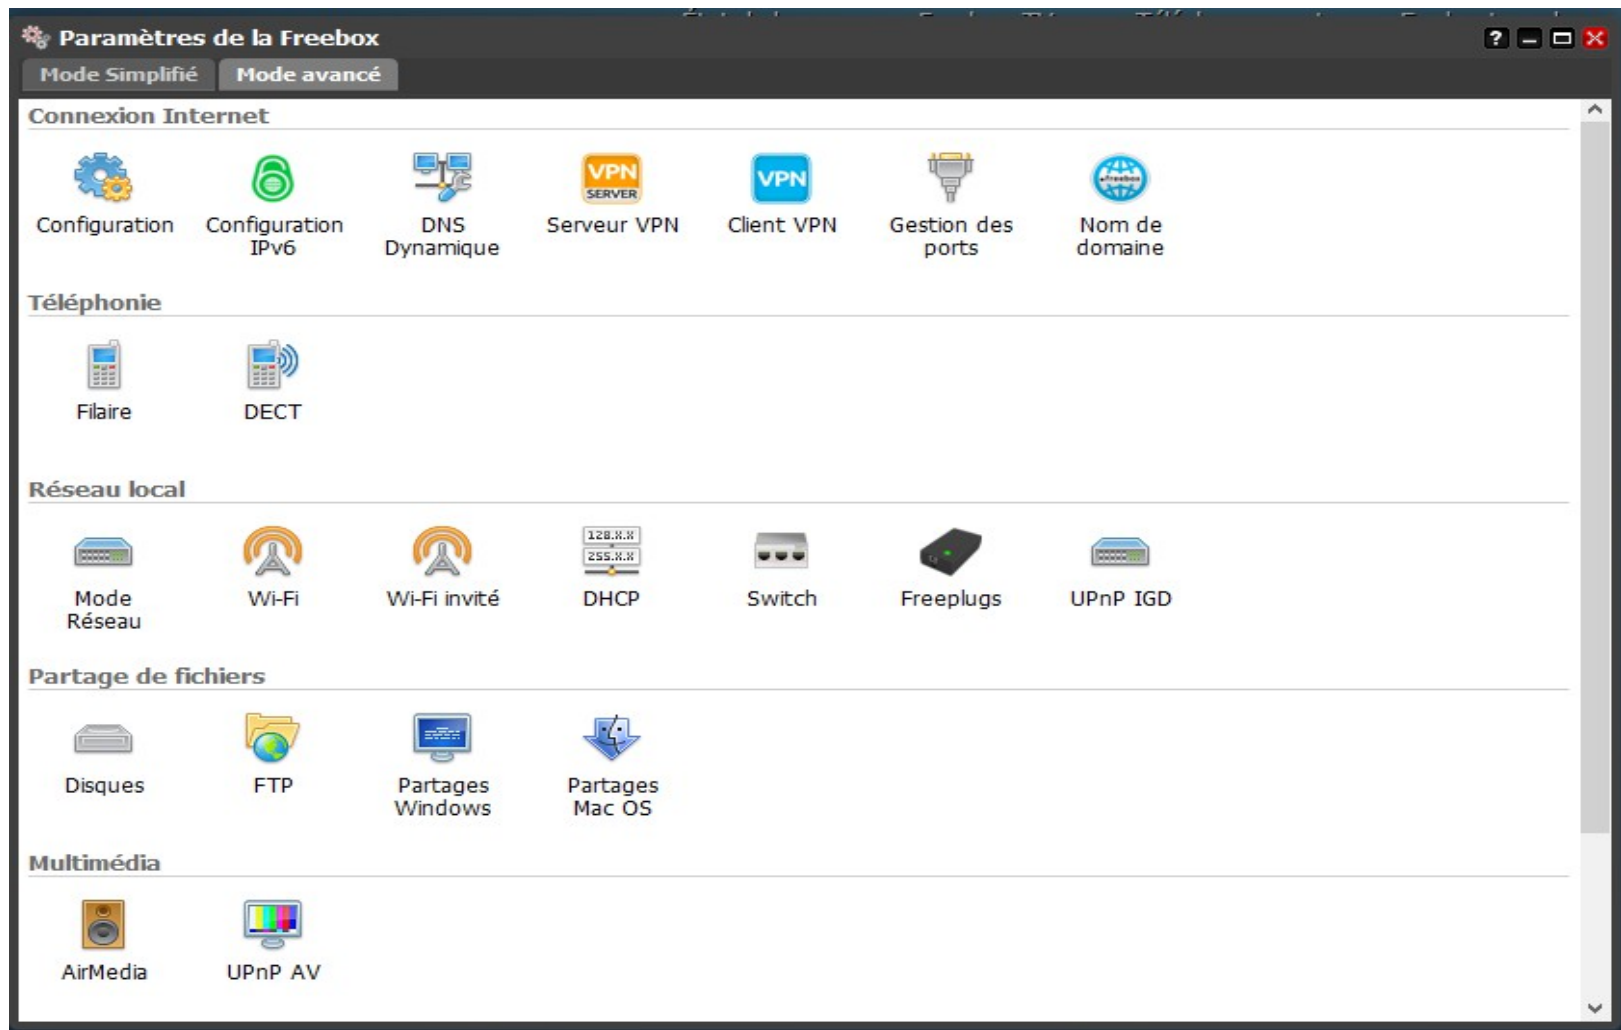 Paramètres de la Freebox
?
Mode Simplifié Mode avancé
Connexion Internet
VPN SERVER
VPN
freebox
Configuration Configuration IPv6 DNS Dynamique Serveur VPN Client VPN Gestion des ports Nom de domaine
Téléphonie
Filaire DECT
Réseau local
128.X.X
255.X.X
Mode Réseau Wi-Fi Wi-Fi invité DHCP Switch Freeplugs UPnP IGD
Partage de fichiers
Disques FTP Partages Windows Partages Mac OS
Multimédia
AirMedia UPnP AV